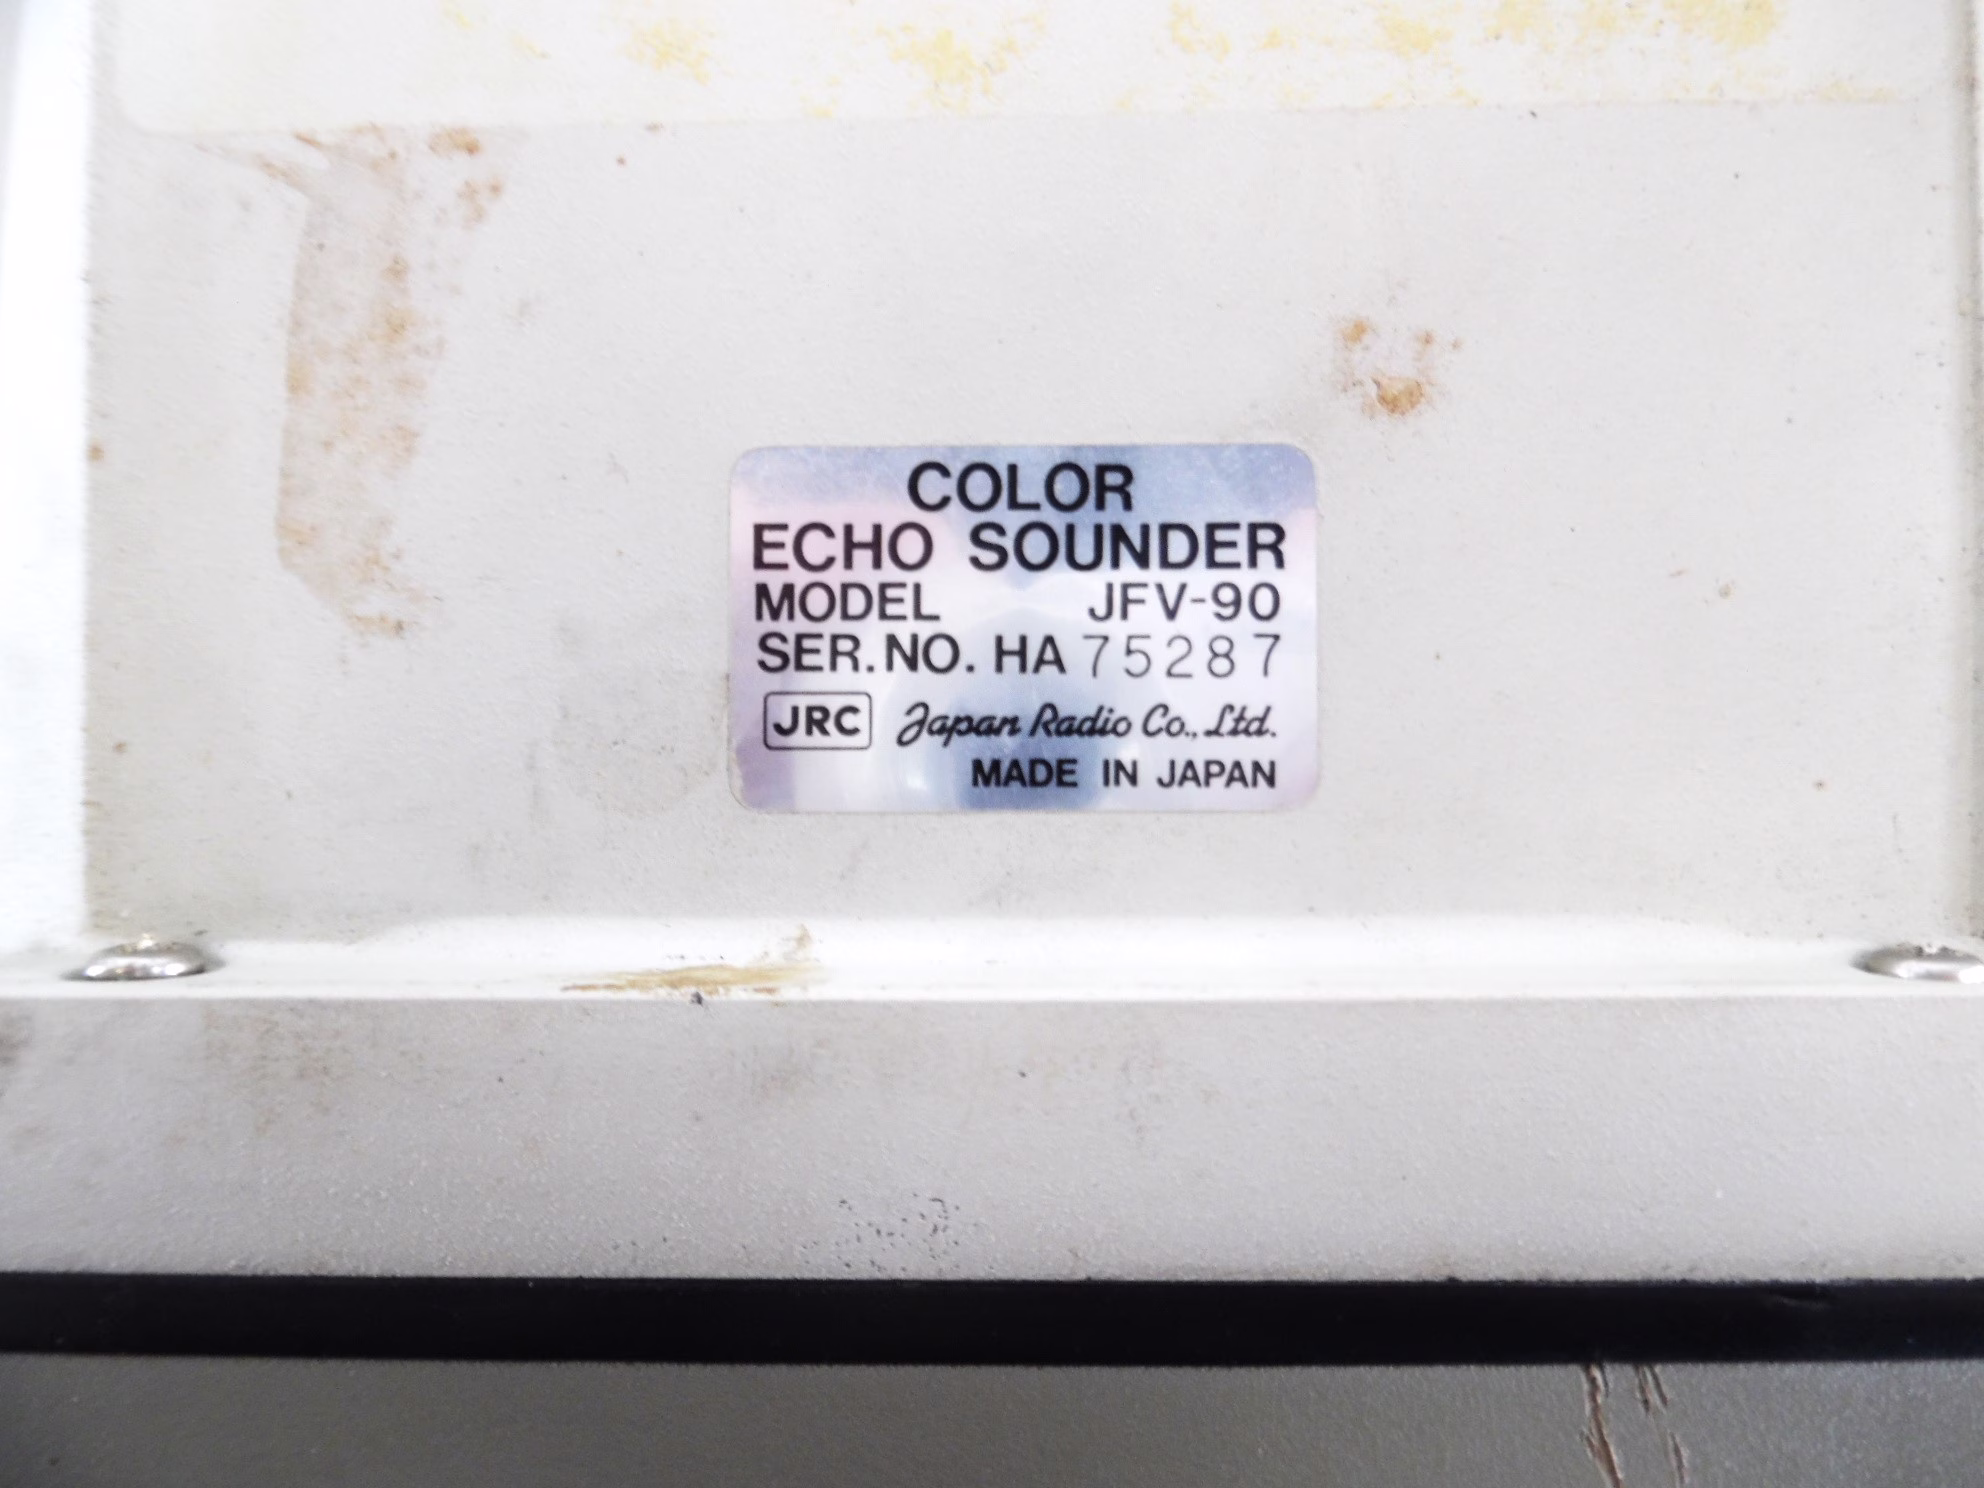 COLOR
ECHO SOUNDER
MODEL JFV-90
SER.NO. HA 75287
JRC Japan Radio Co., Ltd.
MADE IN JAPAN